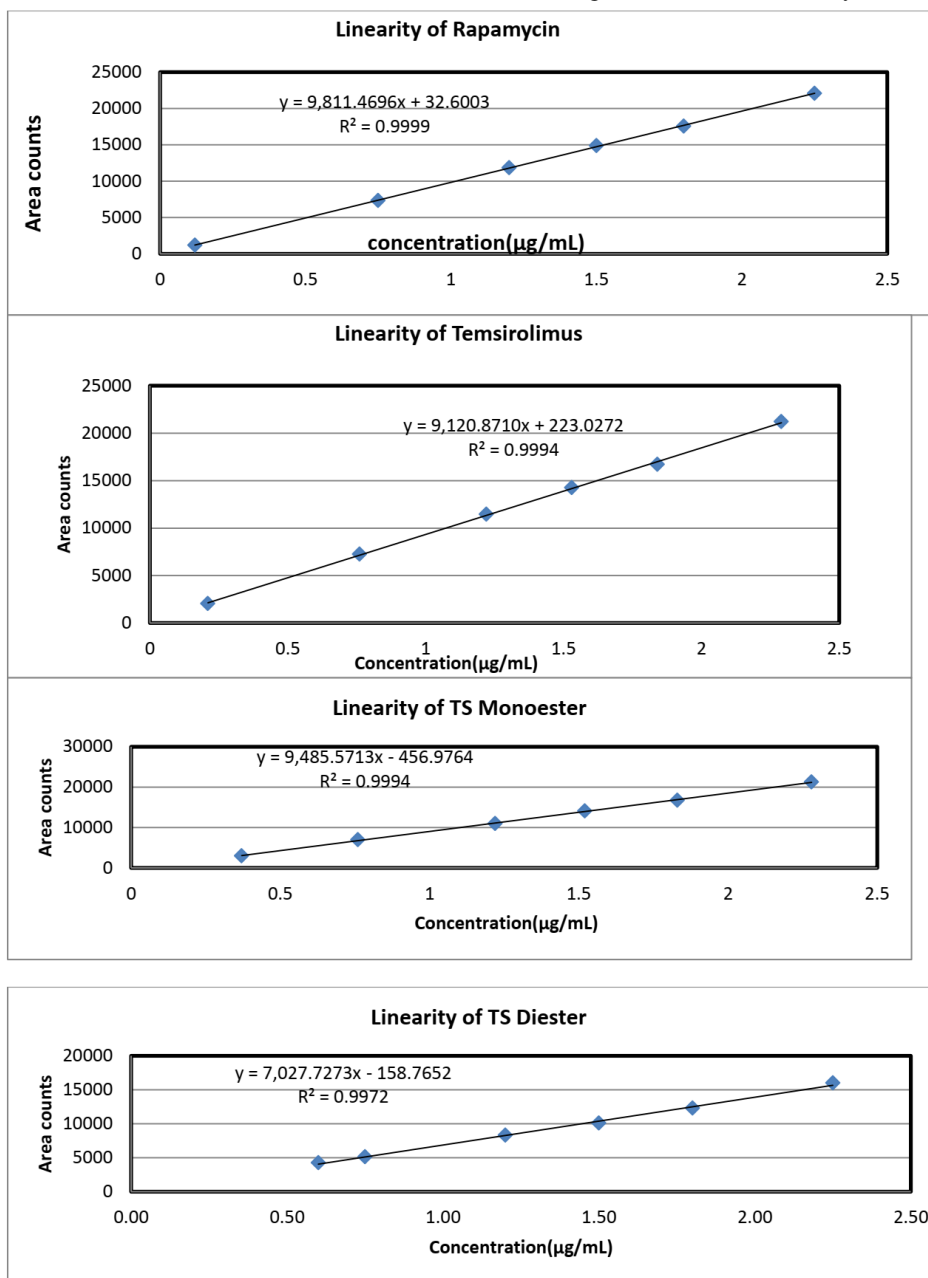 Linearity of Rapamycin
25000
20000
15000
10000
5000
0
y = 9,811.4696x + 32.6003
R² = 0.9999
Area counts
concentration(µg/mL)
0 0.5 1 1.5 2 2.5
Linearity of Temsirolimus
25000
20000
15000
10000
5000
0
y = 9,120.8710x + 223.0272
R² = 0.9994
Area counts
0 0.5 1 1.5 2 2.5
Concentration(µg/mL)
Linearity of TS Monoester
30000
20000
10000
0
y = 9,485.5713x - 456.9764
R² = 0.9994
Area counts
0 0.5 1 1.5 2 2.5
Concentration(µg/mL)
Linearity of TS Diester
20000
15000
10000
5000
0
y = 7,027.7273x - 158.7652
R² = 0.9972
Area counts
0.00 0.50 1.00 1.50 2.00 2.50
Concentration(µg/mL)